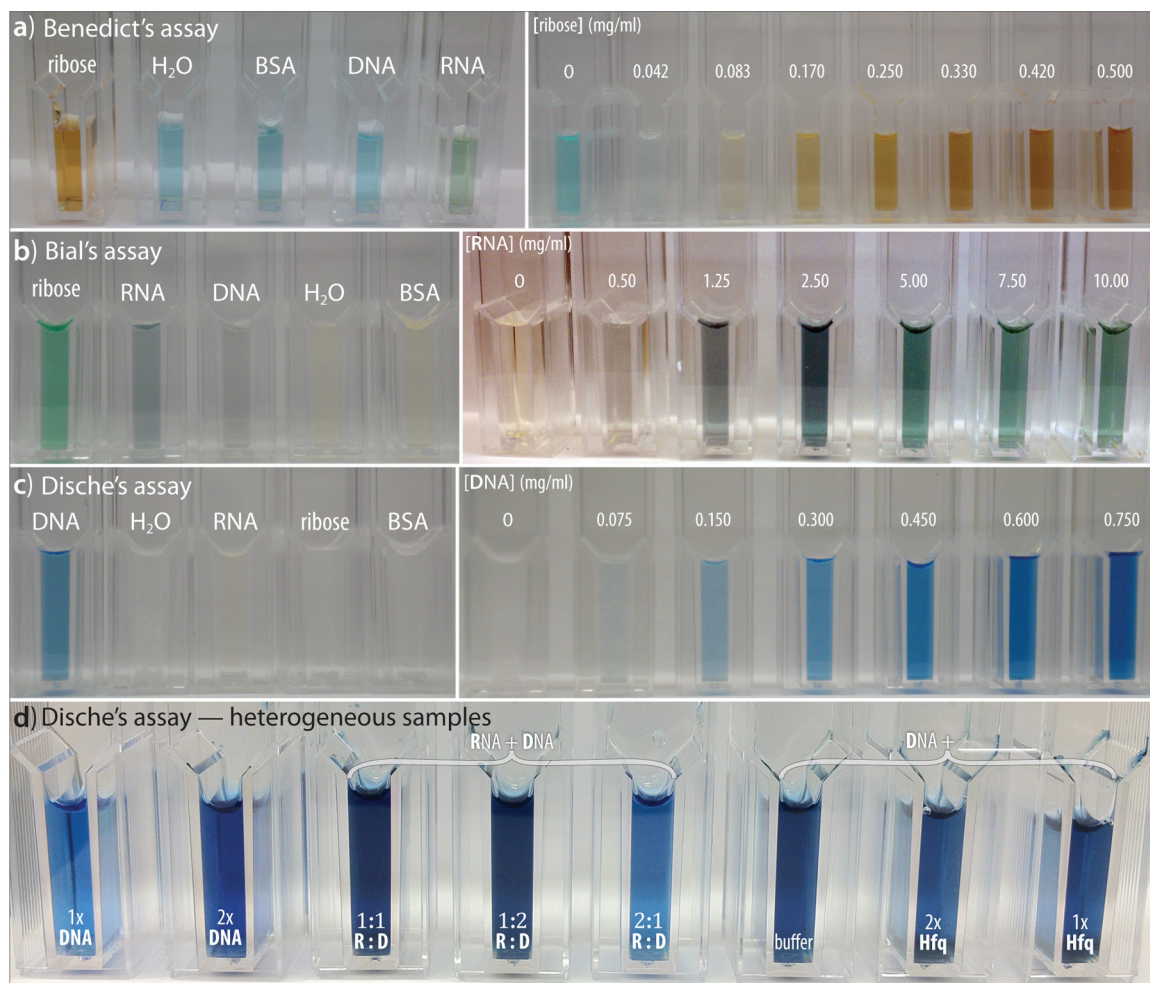 a) Benedict's assay
ribose H₂O BSA DNA RNA
[ribose] (mg/ml)
0 0.042 0.083 0.170 0.250 0.330 0.420 0.500
b) Bial's assay
ribose RNA DNA H₂O BSA
[RNA] (mg/ml)
0 0.50 1.25 2.50 5.00 7.50 10.00
c) Dische's assay
DNA H₂O RNA ribose BSA
[DNA] (mg/ml)
0 0.075 0.150 0.300 0.450 0.600 0.750
d) Dische's assay — heterogeneous samples
RNA + DNA
DNA + ______
1x DNA
2x DNA
1:1 R:D
1:2 R:D
2:1 R:D
buffer
2x Hfq
1x Hfq